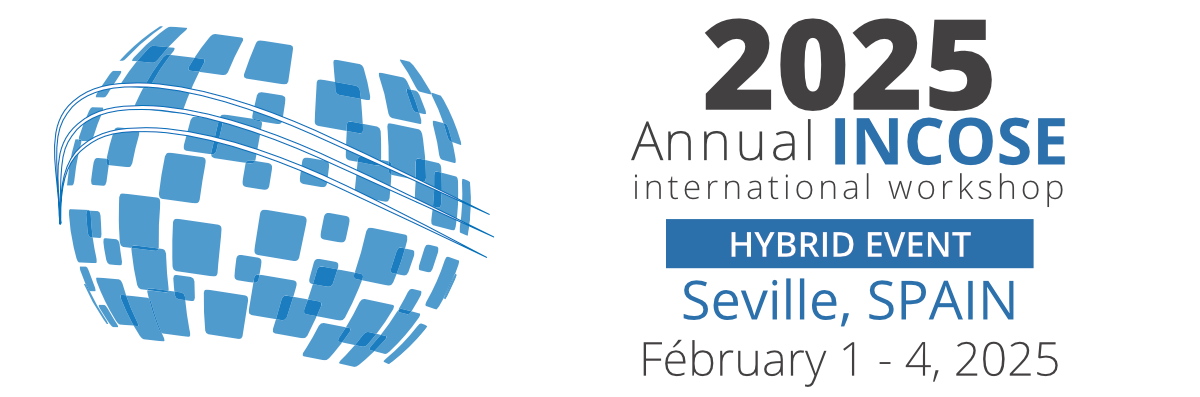 2025
Annual INCOSE
international workshop
HYBRID EVENT
Seville, SPAIN
Fébruary 1 - 4, 2025